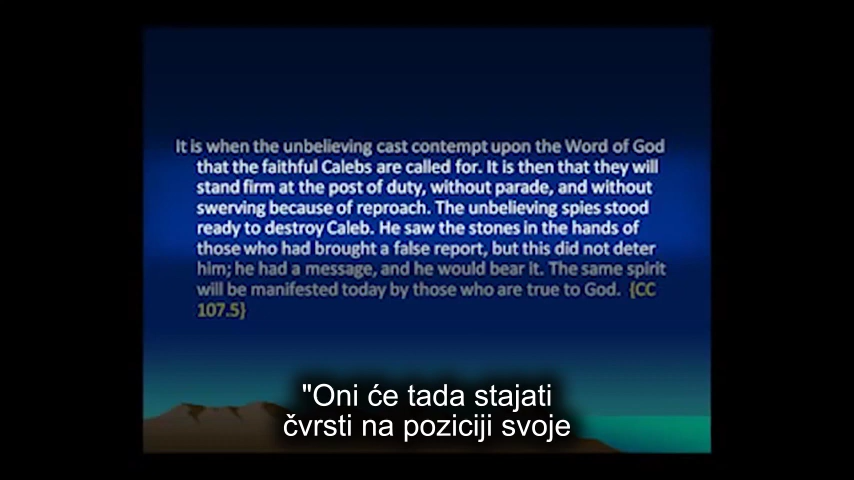 It is when the unbelieving cast contempt upon the Word of God
that the faithful Calebs are called for. It is then that they will
stand firm at the post of duty, without parade, and without
swerving because of reproach. The unbelieving spies stood
ready to destroy Caleb. He saw the stones in the hands of
those who had brought a false report, but this did not deter
him; he had a message, and he would bear it. The same spirit
will be manifested today by those who are true to God. {CC
107.5}
"Oni će tada stajati
čvrsti na poziciji svoje